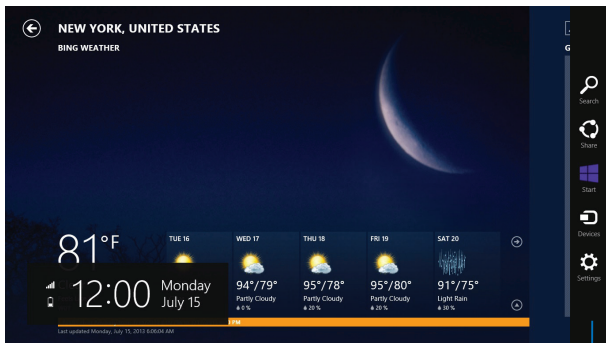 NEW YORK, UNITED STATES
BING WEATHER
81°F
TUE 16
WED 17
94°/79°
Partly Cloudy
0 %
THU 18
95°/78°
Partly Cloudy
20 %
FRI 19
95°/80°
Partly Cloudy
20 %
SAT 20
91°/75°
Light Rain
30 %
12:00
Monday
July 15
PM
Last updated Monday, July 15, 2013 6:06:04 AM
G
Search
Share
Start
Devices
Settings